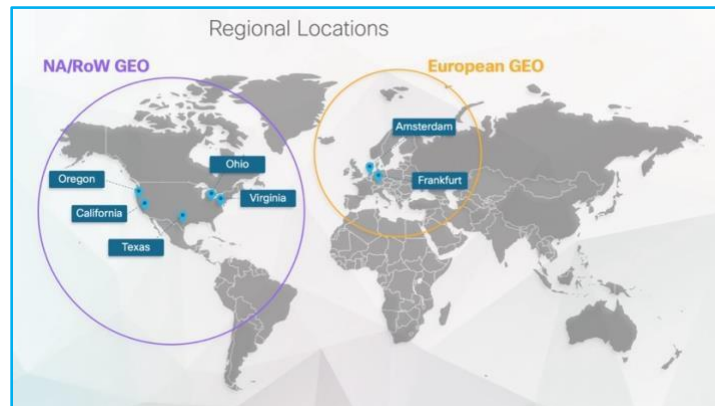 Regional Locations
NA/RoW GEO
European GEO
Amsterdam
Ohio
Oregon
Frankfurt
Virginia
California
Texas